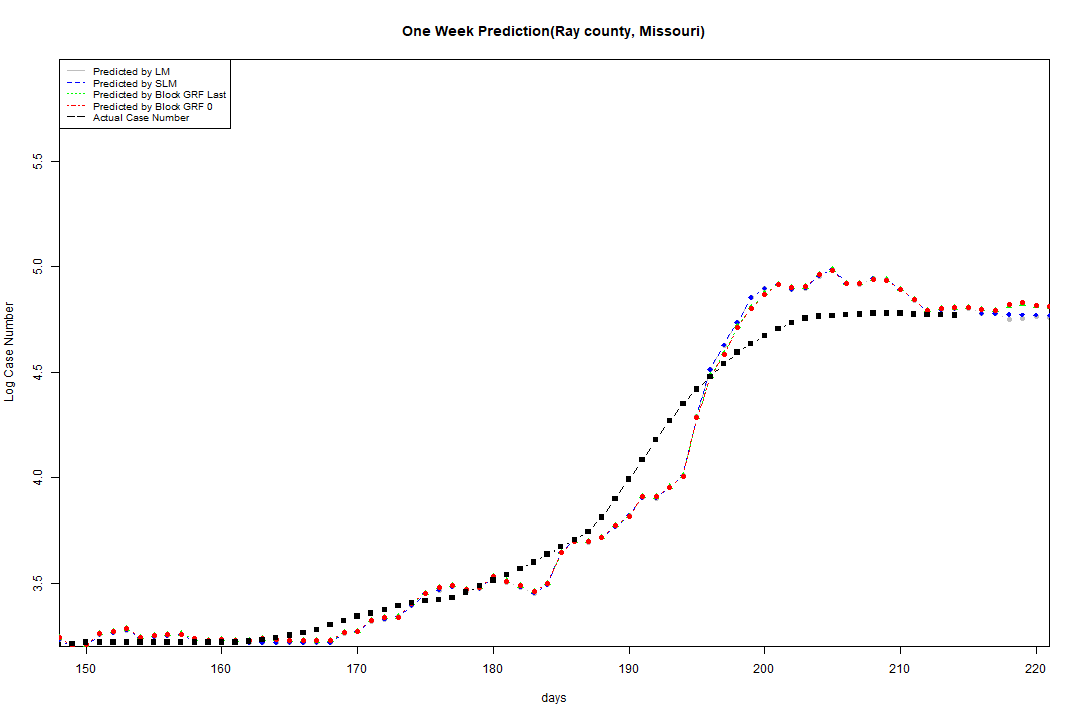 One Week Prediction(Ray county, Missouri)
Predicted by LM
Predicted by SLM
Predicted by Block GRF Last
Predicted by Block GRF 0
Actual Case Number
5.5
5.0
4.5
4.0
3.5
Log Case Number
150 160 170 180 190 200 210 220
days